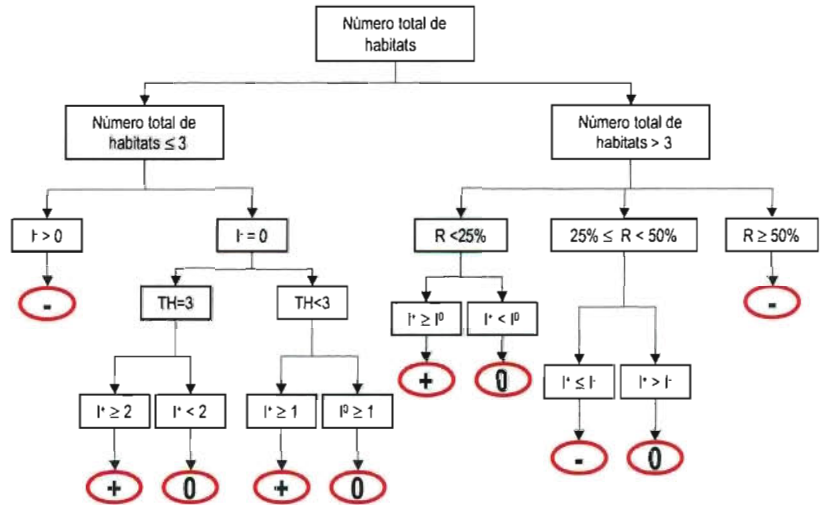 Número total de
habitats
Número total de
habitats ≤ 3
Número total de
habitats > 3
I⁻ > 0
I⁻ = 0
R <25%
25% ≤ R < 50%
R ≥ 50%
-
TH=3
TH<3
I⁺ ≥ I⁰
I⁺ < I⁰
-
+
0
I⁺ ≤ I⁻
I⁺ > I⁻
I⁺ ≥ 2
I⁺ < 2
I⁺ ≥ 1
I⁰ ≥ 1
-
0
+
0
+
0